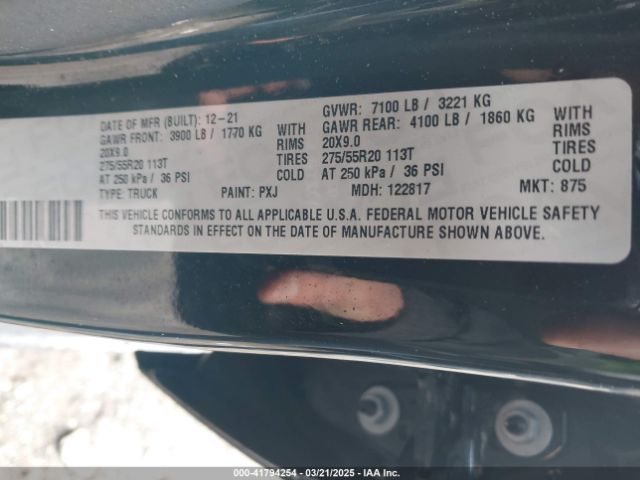 DATE OF MFR (BUILT): 12-21 GVWR: 7100 LB / 3221 KG
GAWR FRONT: 3900 LB / 1770 KG WITH GAWR REAR: 4100 LB / 1860 KG WITH
20X9.0 RIMS 20X9.0 RIMS
275/55R20 113T TIRES 275/55R20 113T TIRES
AT 250 kPa / 36 PSI COLD AT 250 kPa / 36 PSI COLD
TYPE: TRUCK PAINT: PXJ MDH: 122817 MKT: 875
THIS VEHICLE CONFORMS TO ALL APPLICABLE U.S.A. FEDERAL MOTOR VEHICLE SAFETY
STANDARDS IN EFFECT ON THE DATE OF MANUFACTURE SHOWN ABOVE.
000-41794254 - 03/21/2025 - IAA Inc.